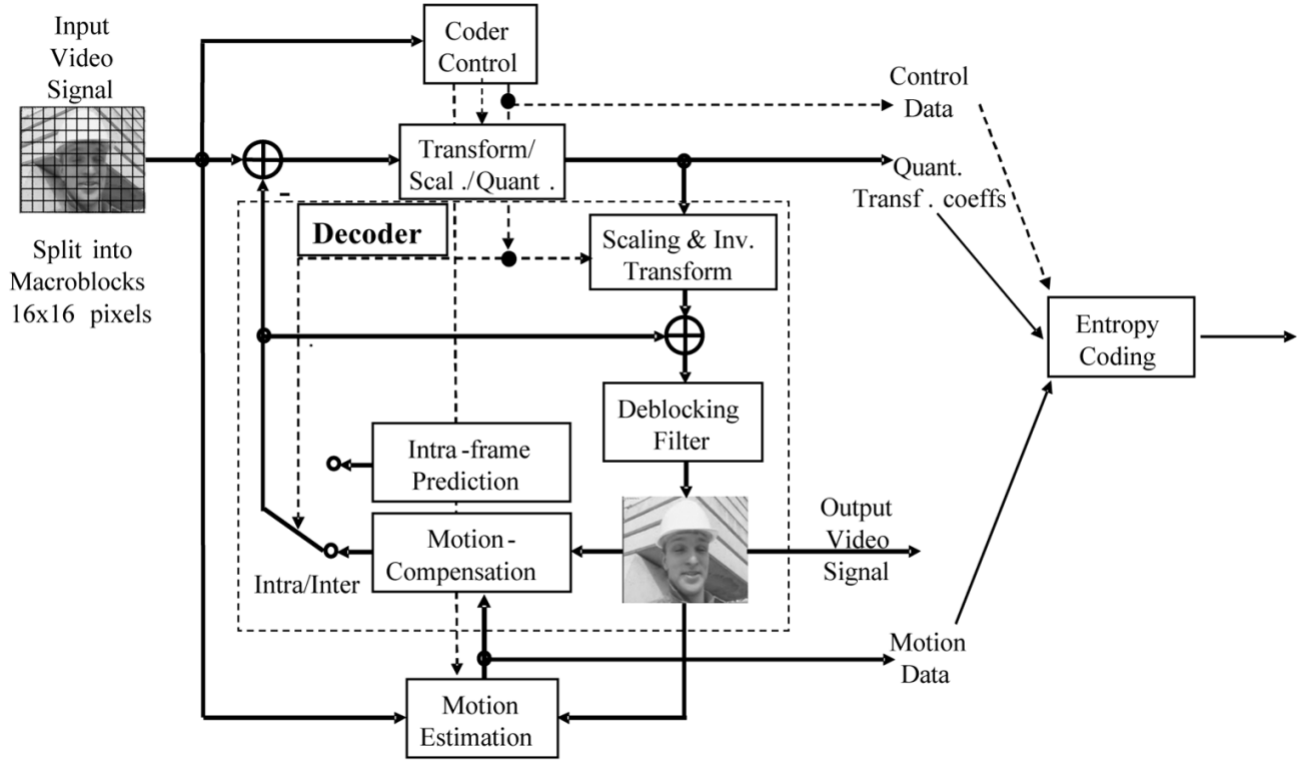 Input
Video
Signal
Split into
Macroblocks
16x16 pixels
Coder
Control
Transform/
Scal ./Quant .
-
Decoder
Scaling & Inv.
Transform
Deblocking
Filter
Intra -frame
Prediction
Motion -
Compensation
Intra/Inter
Motion
Estimation
Control
Data
Quant.
Transf . coeffs
Entropy
Coding
Output
Video
Signal
Motion
Data